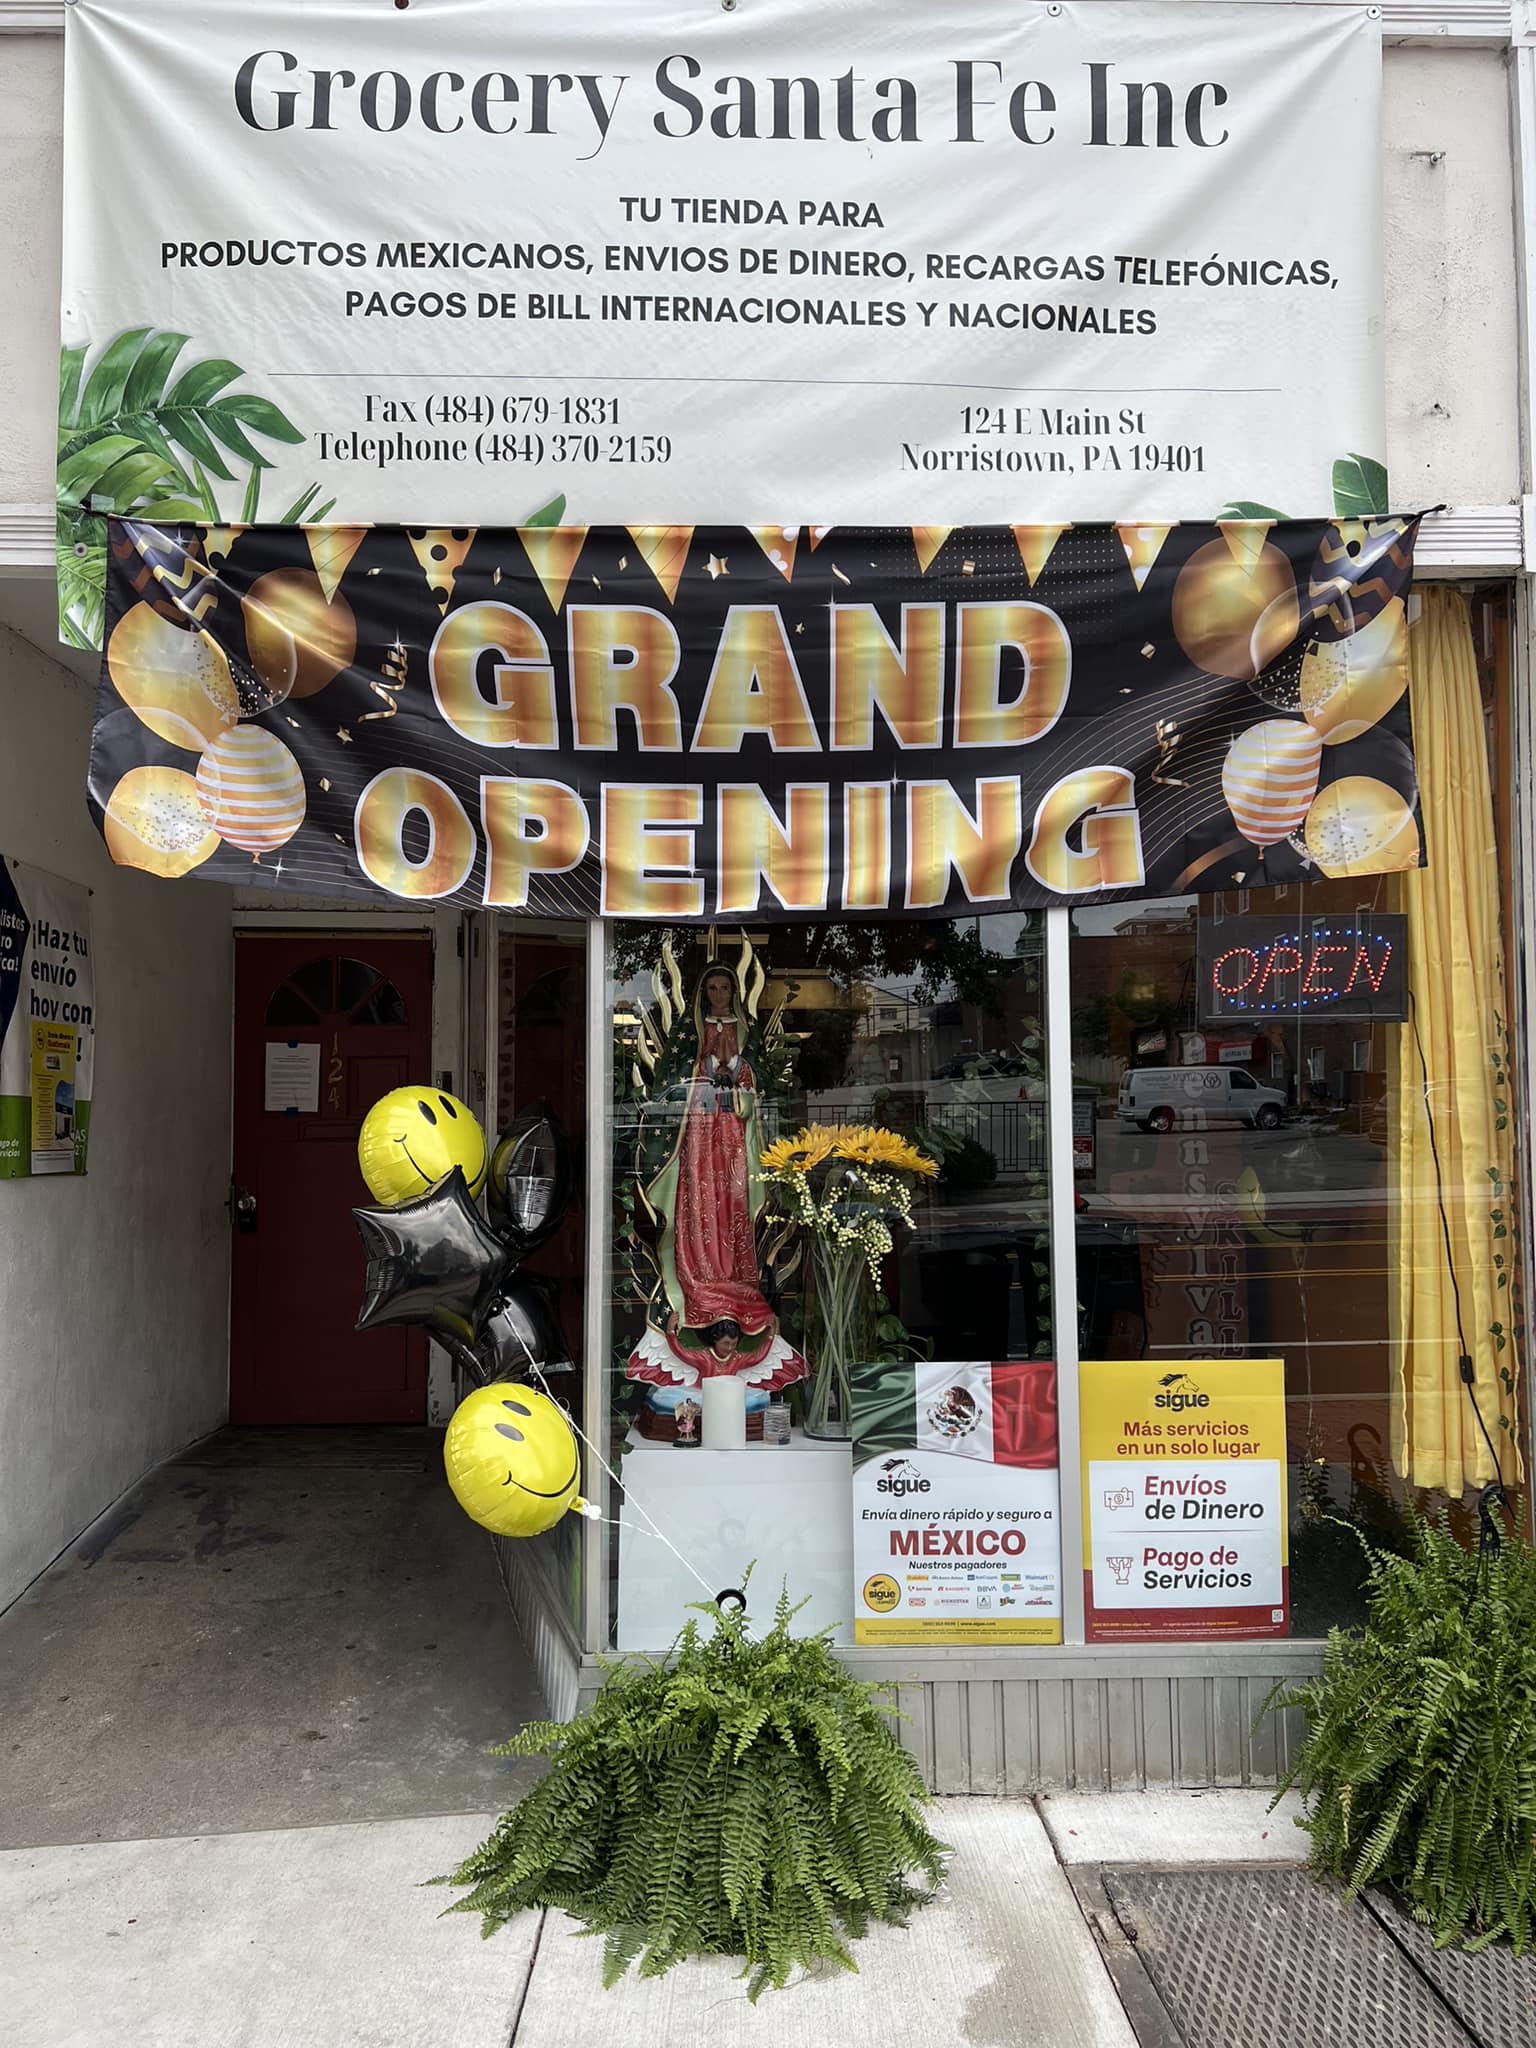 Grocery Santa Fe Inc
TU TIENDA PARA
PRODUCTOS MEXICANOS, ENVIOS DE DINERO, RECARGAS TELEFÓNICAS,
PAGOS DE BILL INTERNACIONALES Y NACIONALES
Fax (484) 679-1831
Telephone (484) 370-2159
124 E Main St
Norristown, PA 19401
GRAND
OPENING
OPEN
¡Haz tu
envío
hoy con
124
sigue
Envía dinero rápido y seguro a
MÉXICO
Nuestros pagadores
Walmart
BBVA
sigue
sigue
Más servicios
en un solo lugar
Envíos
de Dinero
Pago de
Servicios